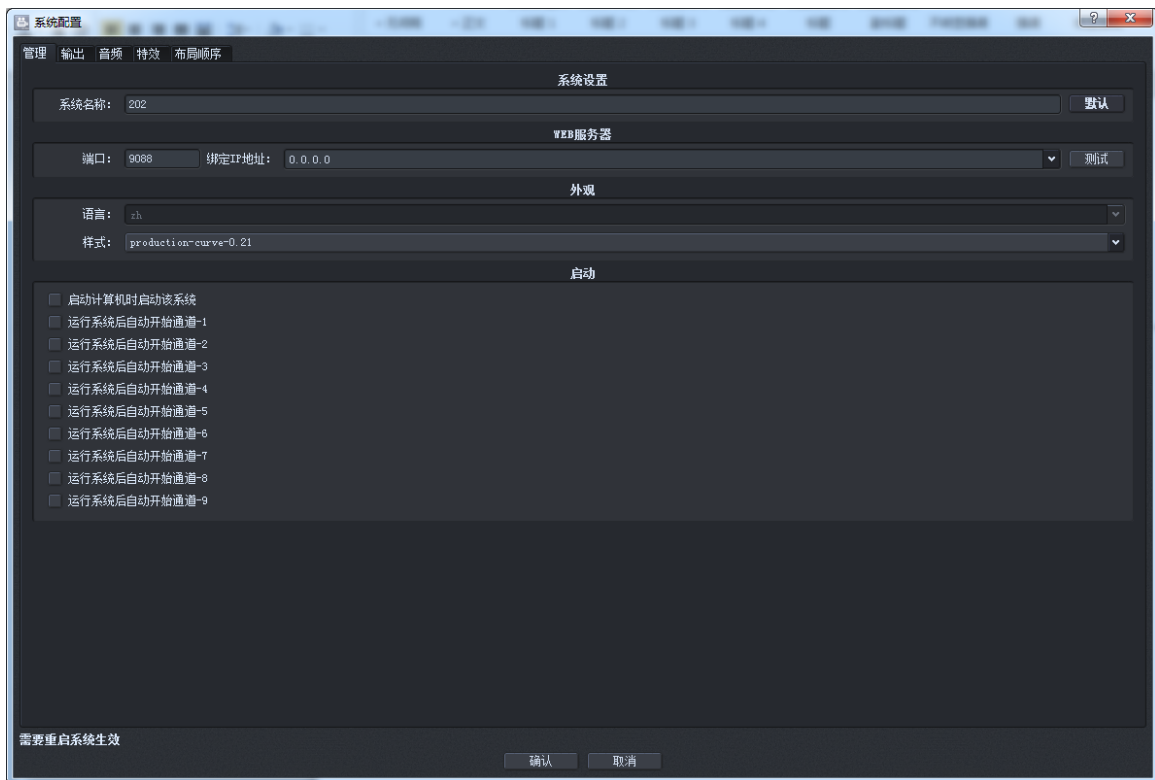 系统配置
?
管理 输出 音频 特效 布局顺序
系统设置
系统名称: 202 默认
WEB服务器
端口: 9088 绑定IP地址: 0.0.0.0 测试
外观
语言: zh
样式: production-curve-0.21
启动
启动计算机时启动该系统
运行系统后自动开始通道-1
运行系统后自动开始通道-2
运行系统后自动开始通道-3
运行系统后自动开始通道-4
运行系统后自动开始通道-5
运行系统后自动开始通道-6
运行系统后自动开始通道-7
运行系统后自动开始通道-8
运行系统后自动开始通道-9
需要重启系统生效
确认 取消